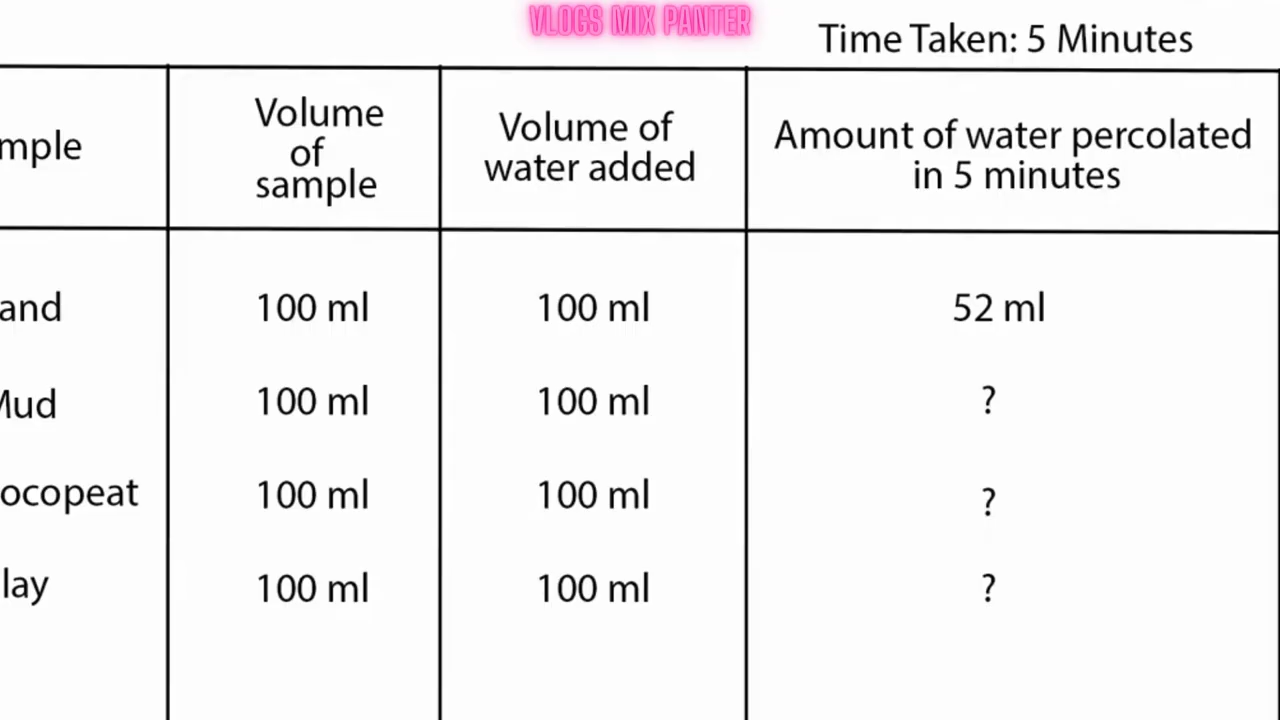 VLOGS MIX PANTER
Time Taken: 5 Minutes
mple
Volume
of
sample
Volume of
water added
Amount of water percolated
in 5 minutes
and
100 ml
100 ml
52 ml
Mud
100 ml
100 ml
?
ocopeat
100 ml
100 ml
?
lay
100 ml
100 ml
?